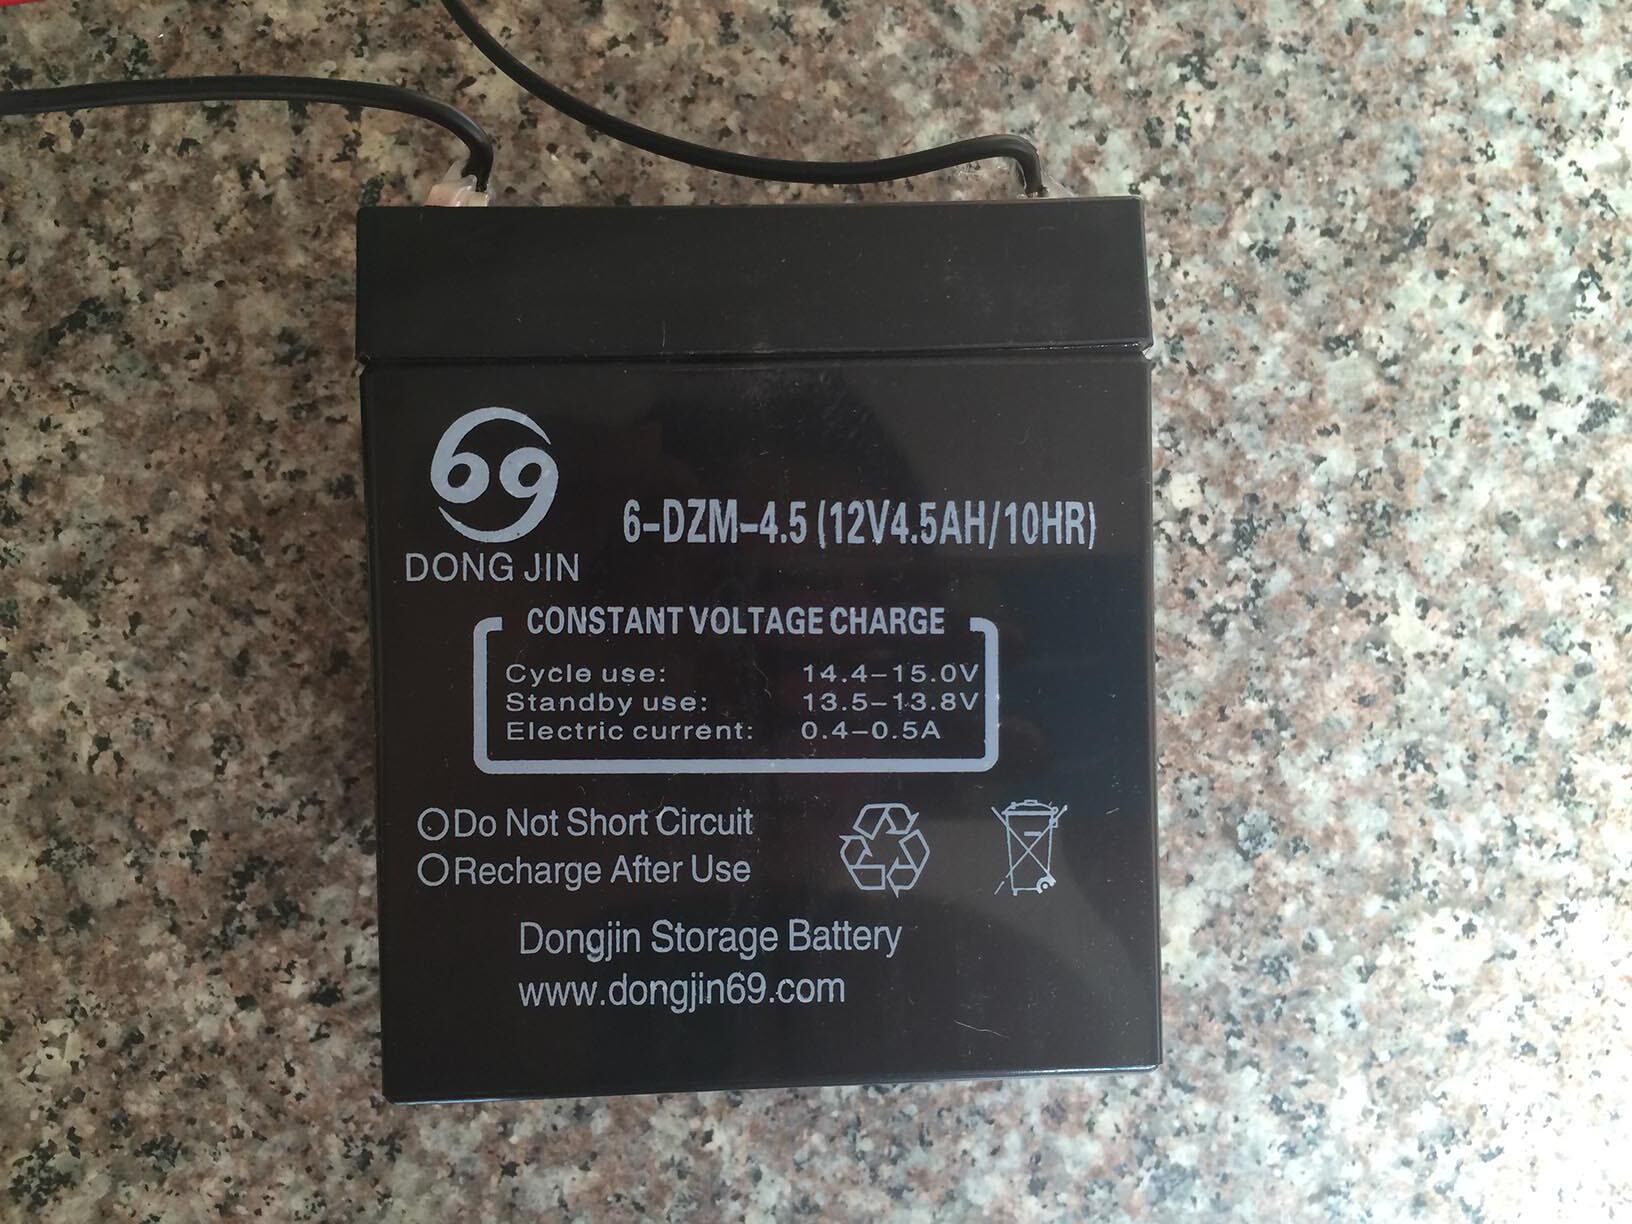 69
DONG JIN
6-DZM-4.5 (12V4.5AH/10HR)
CONSTANT VOLTAGE CHARGE
Cycle use: 14.4-15.0V
Standby use: 13.5-13.8V
Electric current: 0.4-0.5A
Do Not Short Circuit
Recharge After Use
Dongjin Storage Battery
www.dongjin69.com